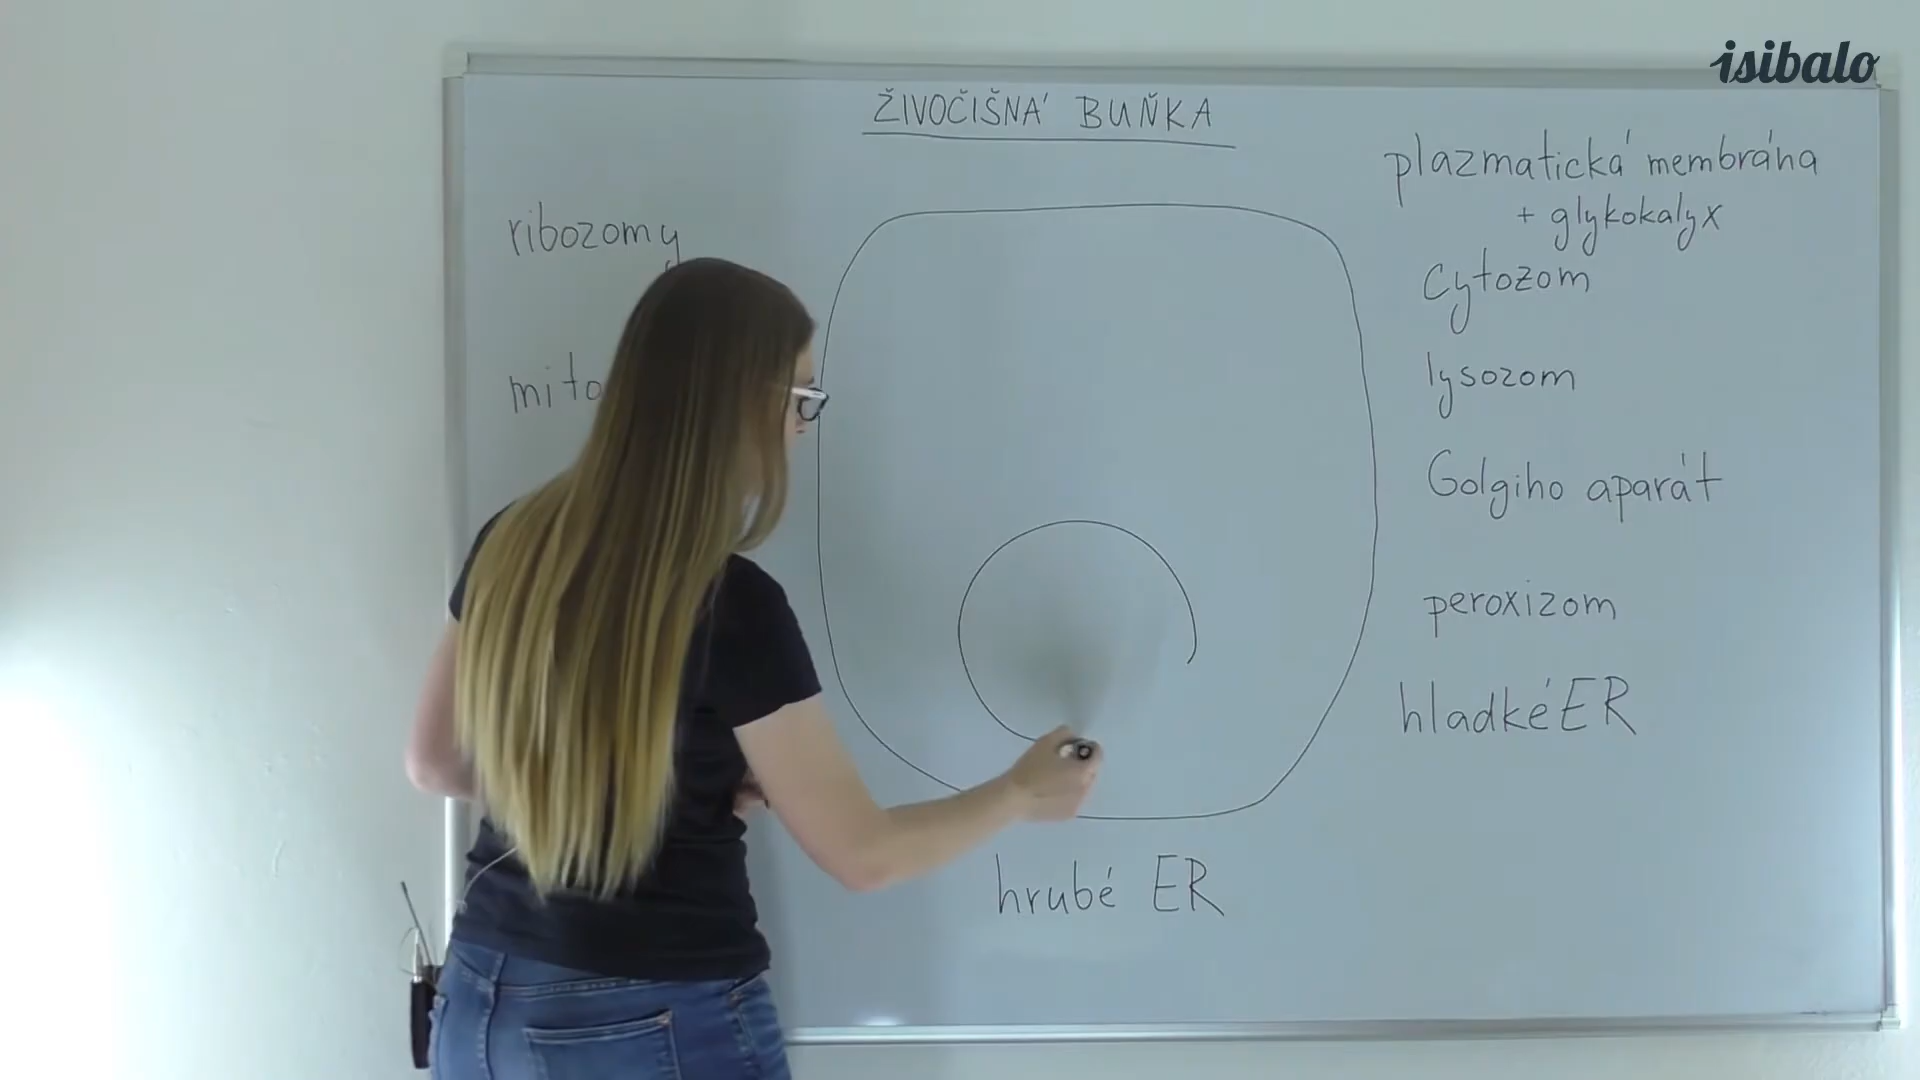 isibalo
ŽIVOČIŠNÁ BUŇKA
plazmatická membrána
+ glykokalyx
ribozomy
cytozom
lysozom
Golgiho aparát
peroxizom
hladké ER
hrubé ER